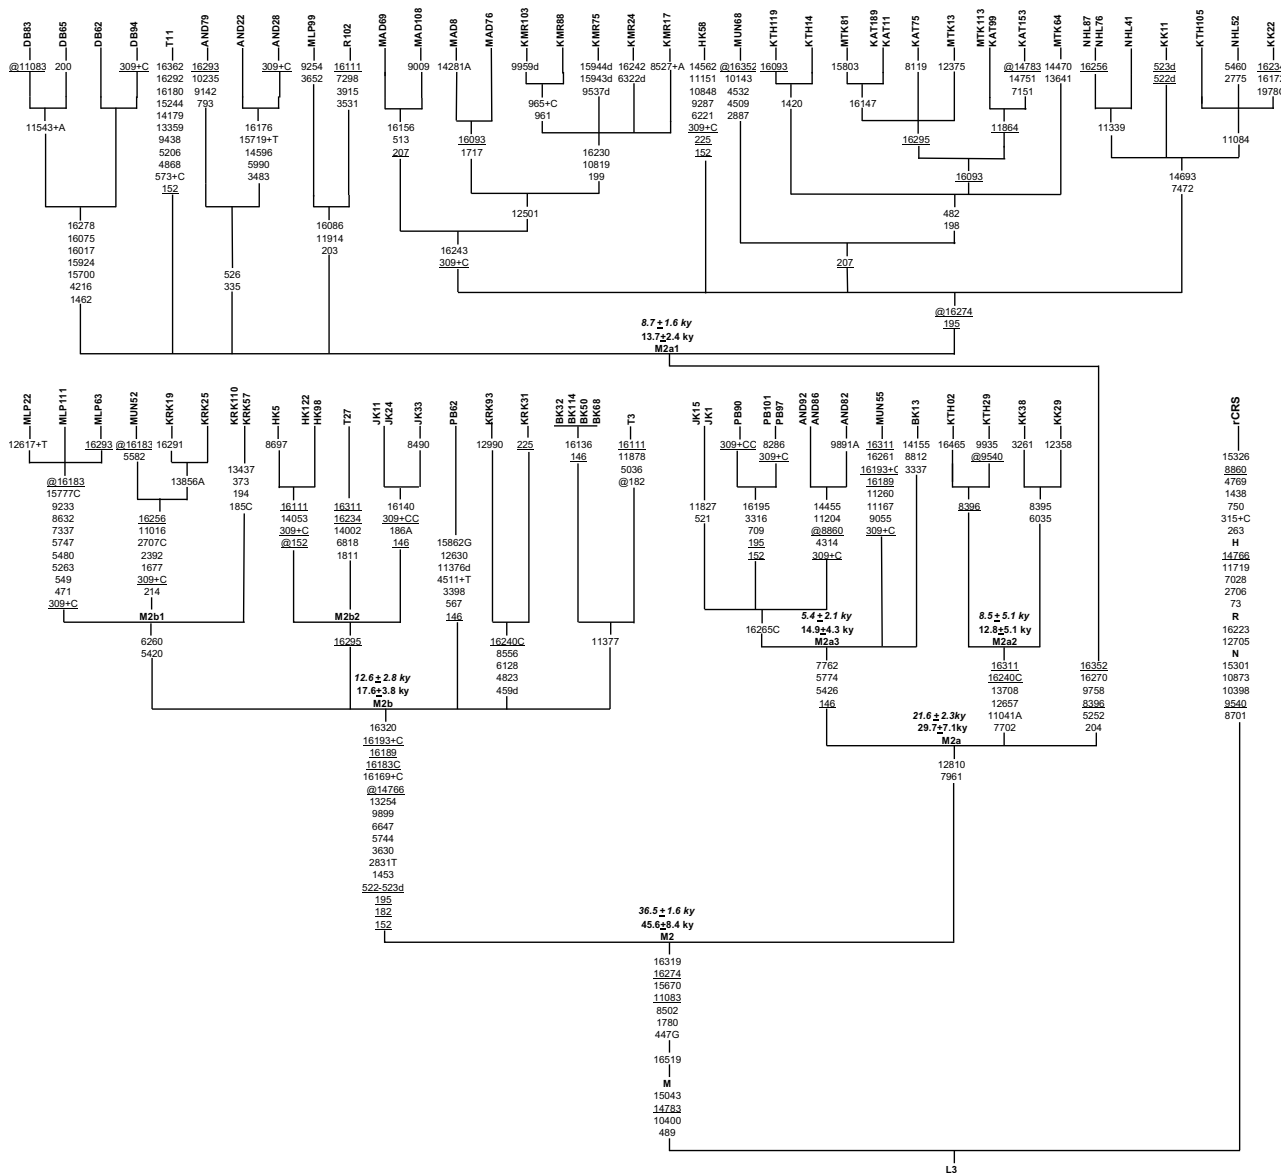 DB83
DB65
DB62
DB94
T11
AND79
AND22
AND28
MLP99
R102
MAD69
MAD108
MAD8
MAD76
KMR103
KMR88
KMR75
KMR24
KMR17
HK58
MUN68
KTH119
KTH14
MTK81
KAT189
KAT11
KAT75
MTK13
MTK113
KAT99
KAT153
MTK64
NHL87
NHL76
NHL41
KK11
KTH105
NHL52
KK22
@11083
200
309+C
11543+A
16278
16075
16017
15924
15700
4216
1462
16362
16292
16180
15244
14179
13359
9438
5206
4868
573+C
152
16293
10235
9142
793
309+C
16176
15719+T
14596
5990
3483
526
335
9254
3652
16111
7298
3915
3531
16086
11914
203
9009
16156
513
207
14281A
16093
1717
9959d
965+C
961
15944d
15943d
9537d
16242
6322d
8527+A
16230
10819
199
12501
16243
309+C
14562
11151
10848
9287
6221
309+C
225
152
@16352
10143
4532
4509
2887
16093
1420
15803
16147
8119
12375
16295
@14783
14751
7151
11864
16093
14470
13641
482
198
207
16256
11339
523d
522d
5460
2775
11084
16234
16172
19780
14693
7472
@16274
195
8.7 ± 1.6 ky
13.7±2.4 ky
M2a1
MLP22
MLP111
MLP63
MUN52
KRK19
KRK25
KRK110
KRK57
HK5
HK122
HK98
T27
JK11
JK24
JK33
PB62
KRK93
KRK31
BK32
BK114
BK50
BK68
T3
JK15
JK1
PB90
PB101
PB97
AND92
AND86
AND82
MUN55
BK13
KTH02
KTH29
KK38
KK29
rCRS
12617+T
16293
@16183
15777C
9233
8632
7337
5747
5480
5263
549
471
309+C
@16183
5582
16291
13856A
16256
11016
2707C
2392
1677
309+C
214
M2b1
13437
373
194
185C
6260
5420
8697
16111
14053
309+C
@152
16311
16234
14002
6818
1811
8490
16140
309+CC
186A
146
M2b2
16295
15862G
12630
11376d
4511+T
3398
567
146
12990
225
16240C
8556
6128
4823
459d
16136
146
16111
11878
5036
@182
11377
12.6 ± 2.8 ky
17.6±3.8 ky
M2b
16320
16193+C
16189
16183C
16169+C
@14766
13254
9899
6647
5744
3630
2831T
1453
522-523d
195
182
152
11827
521
309+CC
8286
309+C
16195
3316
709
195
152
9891A
14455
11204
@8860
4314
309+C
16265C
16311
16261
16193+C
16189
11260
11167
9055
309+C
14155
8812
3337
5.4 ± 2.1 ky
14.9±4.3 ky
M2a3
7762
5774
5426
146
16465
9935
@9540
8396
3261
12358
8395
6035
8.5 ± 5.1 ky
12.8±5.1 ky
M2a2
16311
16240C
13708
12657
11041A
7702
16352
16270
9758
8396
5252
204
21.6 ± 2.3ky
29.7±7.1ky
M2a
12810
7961
36.5 ± 1.6 ky
45.6±8.4 ky
M2
16319
16274
15670
11083
8502
1780
447G
16519
M
15043
14783
10400
489
15326
8860
4769
1438
750
315+C
263
H
14766
11719
7028
2706
73
R
16223
12705
N
15301
10873
10398
9540
8701
L3